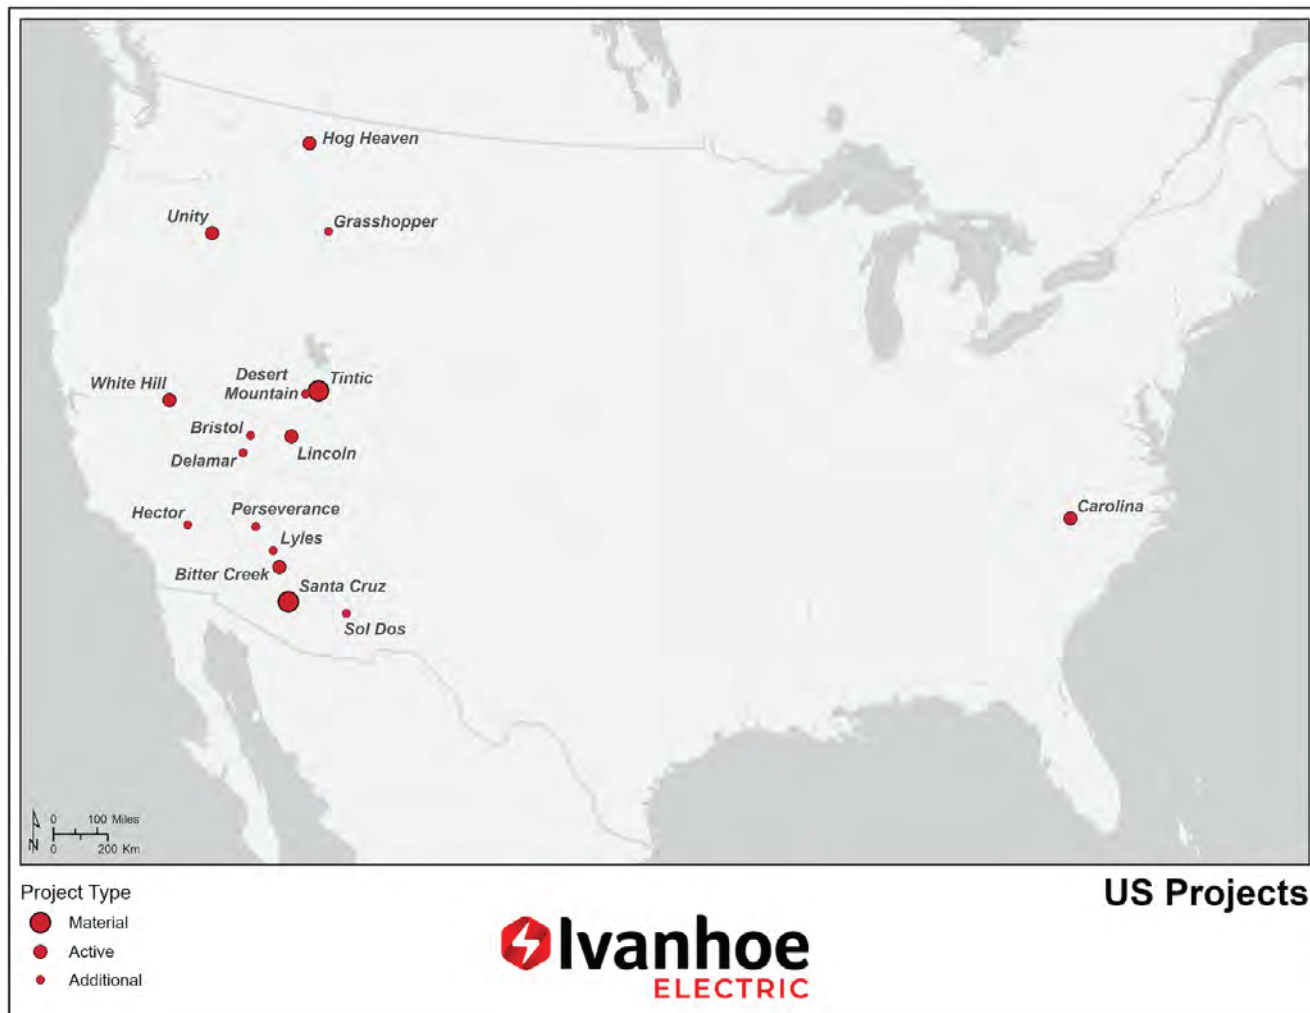 Hog Heaven
Unity
Grasshopper
Desert
Mountain
Tintic
White Hill
Bristol
Lincoln
Delamar
Hector
Perseverance
Lyles
Bitter Creek
Santa Cruz
Sol Dos
Carolina
0 100 Miles
N
0 200 Km
Project Type
Material
Active
Additional
US Projects
Ivanhoe
ELECTRIC